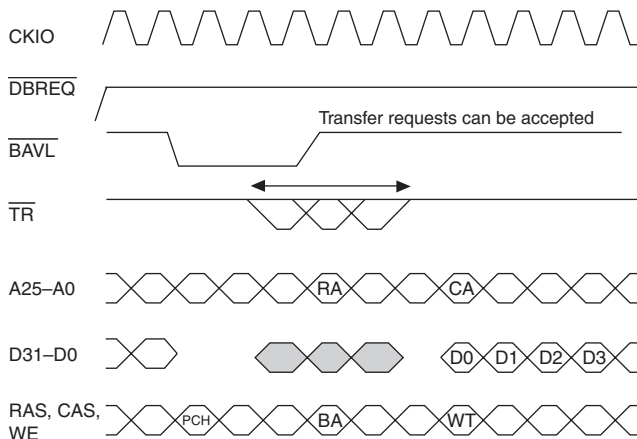 CKIO
DBREQ
Transfer requests can be accepted
BAVL
TR
A25–A0 RA CA
D31–D0 D0 D1 D2 D3
RAS, CAS,
WE PCH BA WT